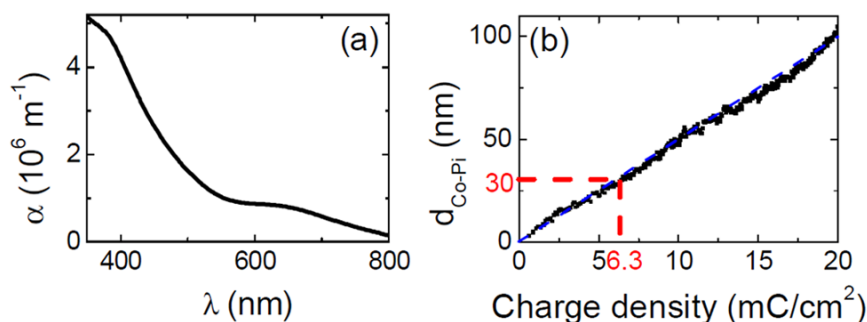 (a)
4
2
0
α (10⁶ m⁻¹)
400 600 800
λ (nm)
(b)
100
50
30
0
d_Co-Pi (nm)
0 5 6.3 10 15 20
Charge density (mC/cm²)